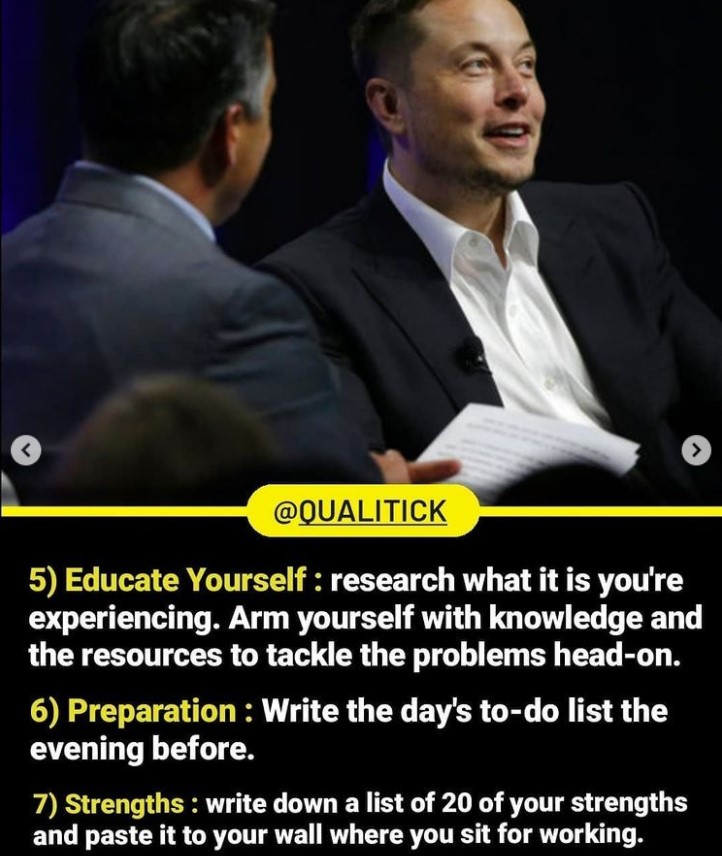 @QUALITICK
5) Educate Yourself : research what it is you're
experiencing. Arm yourself with knowledge and
the resources to tackle the problems head-on.
6) Preparation : Write the day's to-do list the
evening before.
7) Strengths : write down a list of 20 of your strengths
and paste it to your wall where you sit for working.